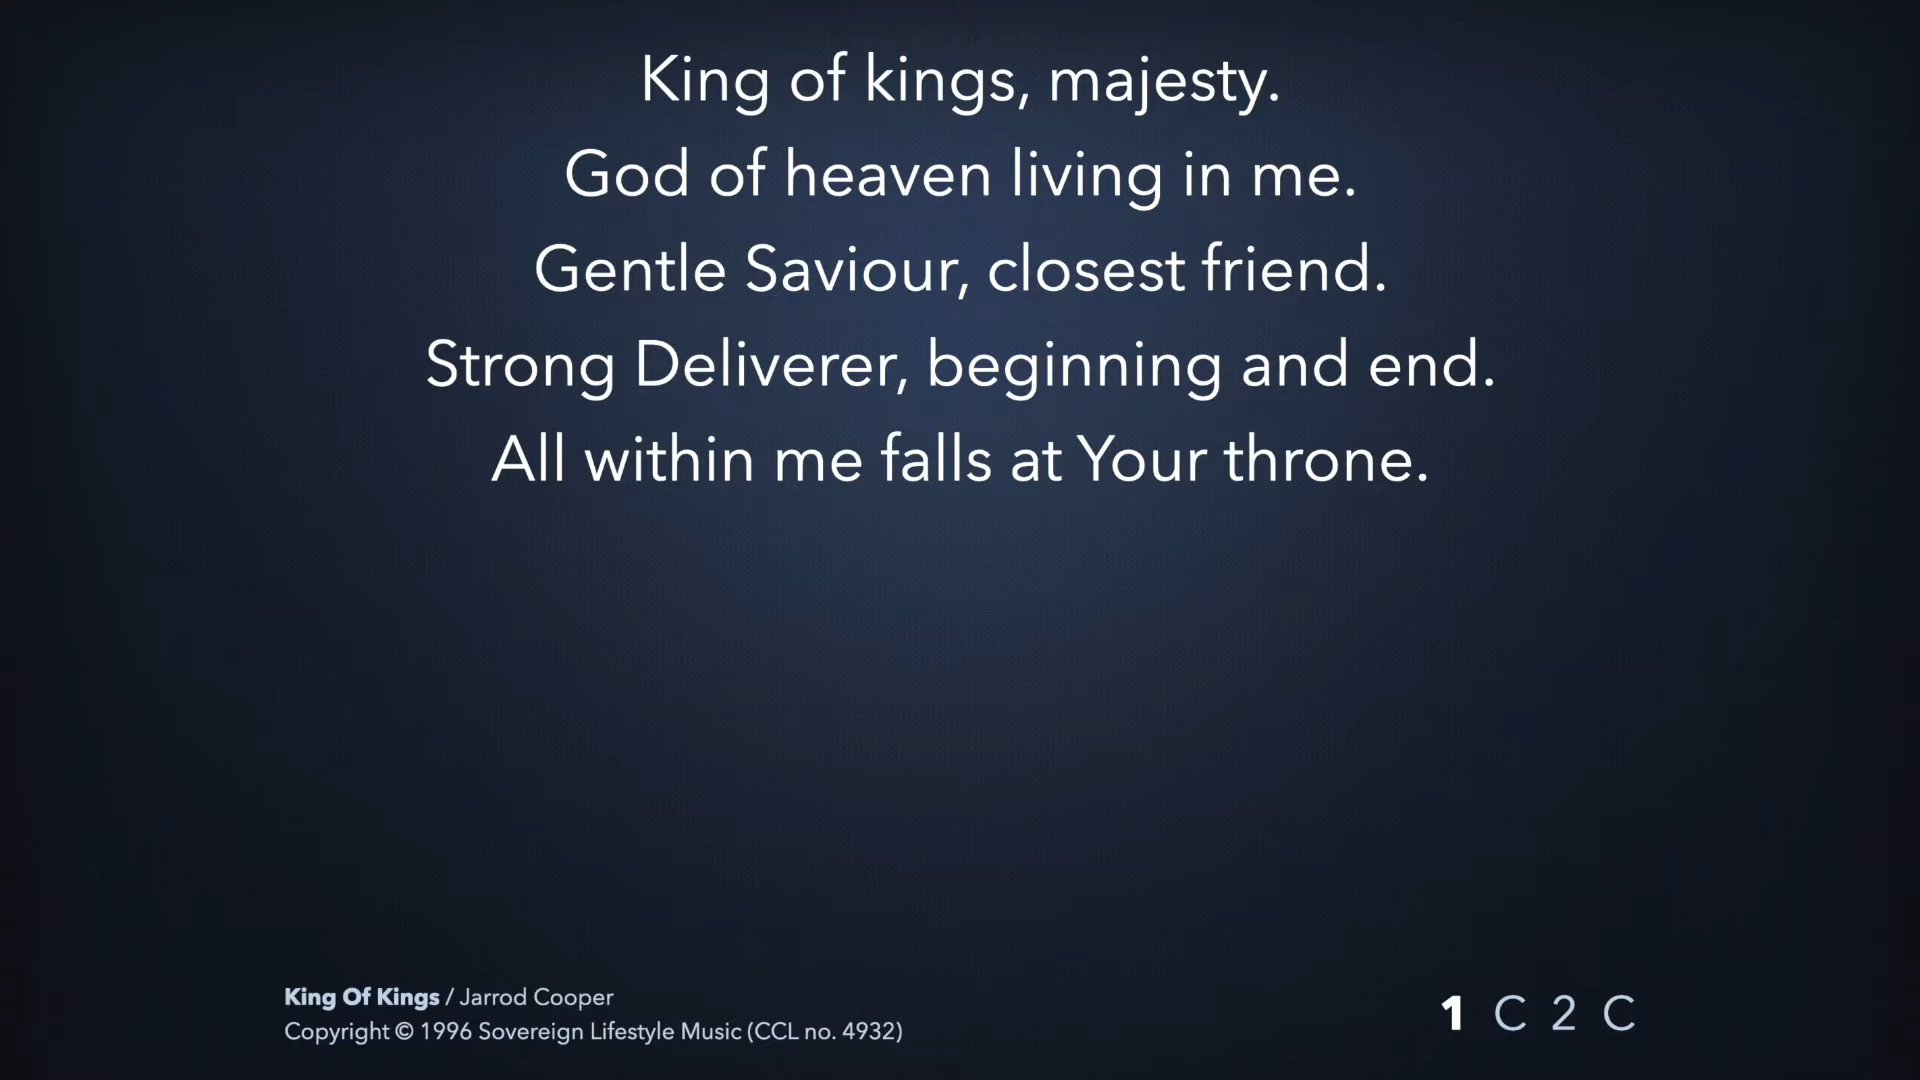 King of kings, majesty.
God of heaven living in me.
Gentle Saviour, closest friend.
Strong Deliverer, beginning and end.
All within me falls at Your throne.
King Of Kings / Jarrod Cooper
Copyright © 1996 Sovereign Lifestyle Music (CCL no. 4932)
1 C 2 C